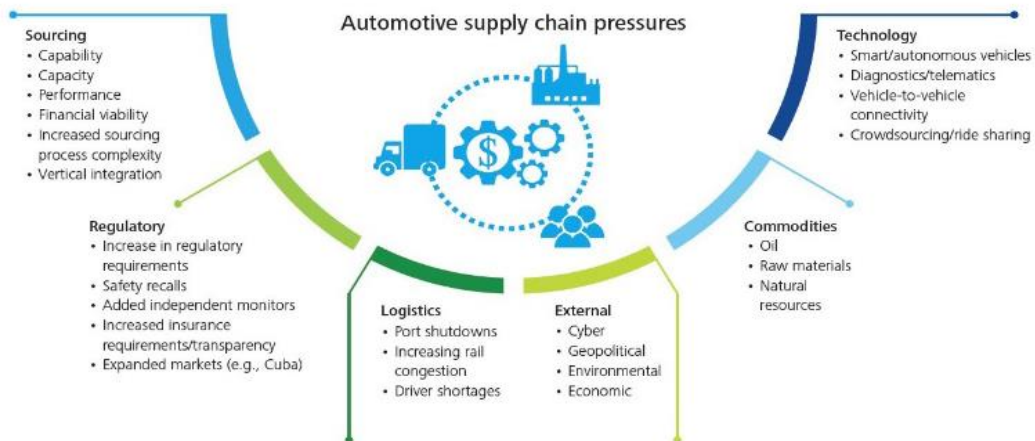 Automotive supply chain pressures
Sourcing
• Capability
• Capacity
• Performance
• Financial viability
• Increased sourcing
process complexity
• Vertical integration
Regulatory
• Increase in regulatory
requirements
• Safety recalls
• Added independent monitors
• Increased insurance
requirements/transparency
• Expanded markets (e.g., Cuba)
Logistics
• Port shutdowns
• Increasing rail
congestion
• Driver shortages
External
• Cyber
• Geopolitical
• Environmental
• Economic
Commodities
• Oil
• Raw materials
• Natural
resources
Technology
• Smart/autonomous vehicles
• Diagnostics/telematics
• Vehicle-to-vehicle
connectivity
• Crowdsourcing/ride sharing
$